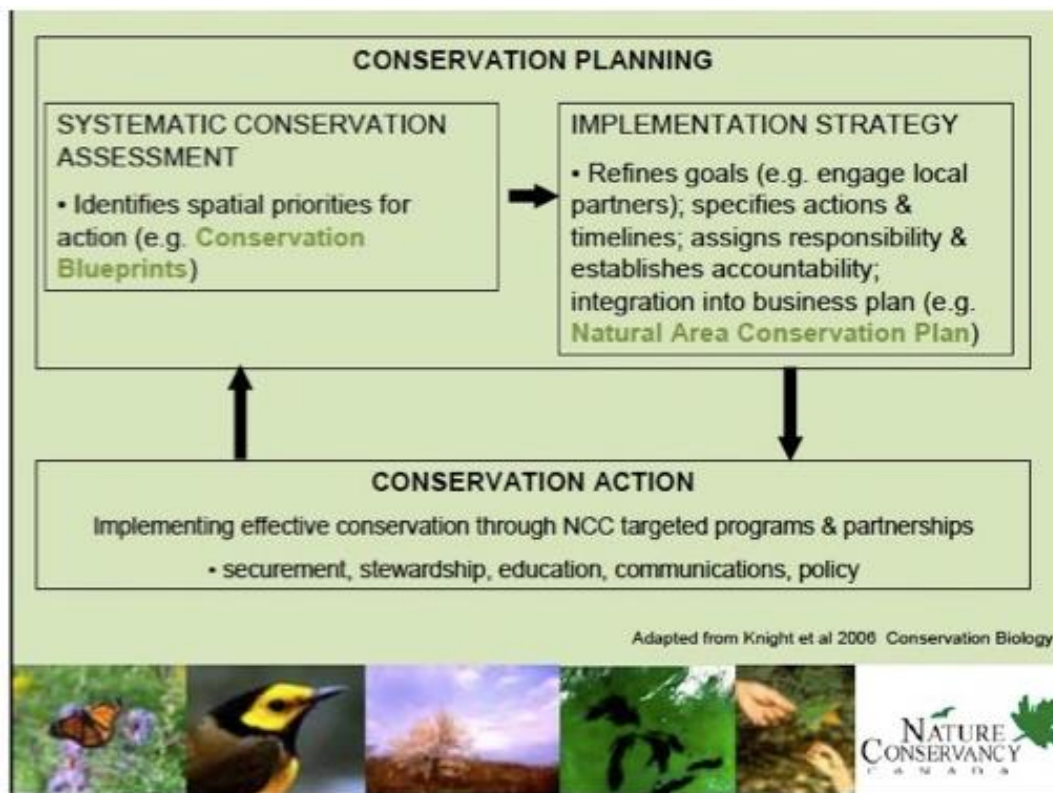 CONSERVATION PLANNING
SYSTEMATIC CONSERVATION
ASSESSMENT
• Identifies spatial priorities for
action (e.g. Conservation
Blueprints)
IMPLEMENTATION STRATEGY
• Refines goals (e.g. engage local
partners); specifies actions &
timelines; assigns responsibility &
establishes accountability;
integration into business plan (e.g.
Natural Area Conservation Plan)
CONSERVATION ACTION
Implementing effective conservation through NCC targeted programs & partnerships
• securement, stewardship, education, communications, policy
Adapted from Knight et al 2006 Conservation Biology
NATURE
CONSERVANCY
CANADA